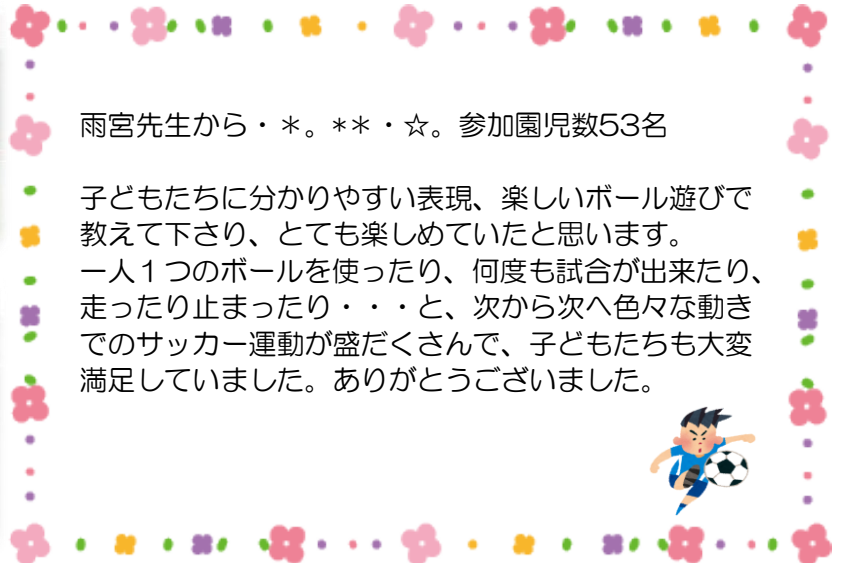 雨宮先生から・＊。**・☆。参加園児数53名
子どもたちに分かりやすい表現、楽しいボール遊びで
教えて下さり、とても楽しめていたと思います。
一人１つのボールを使ったり、何度も試合が出来たり、
走ったり止まったり・・・と、次から次へ色々な動き
でのサッカー運動が盛だくさんで、子どもたちも大変
満足していました。ありがとうございました。